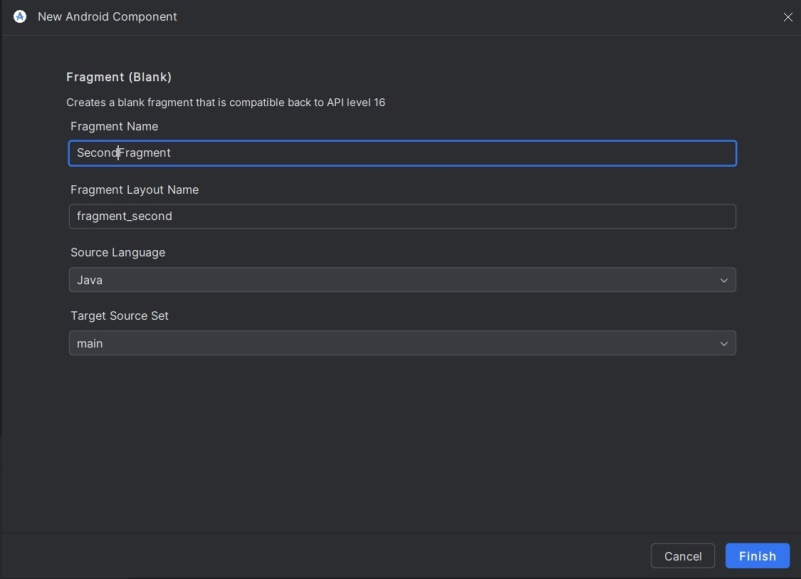 New Android Component
Fragment (Blank)
Creates a blank fragment that is compatible back to API level 16
Fragment Name
SecondFragment
Fragment Layout Name
fragment_second
Source Language
Java
Target Source Set
main
Cancel
Finish